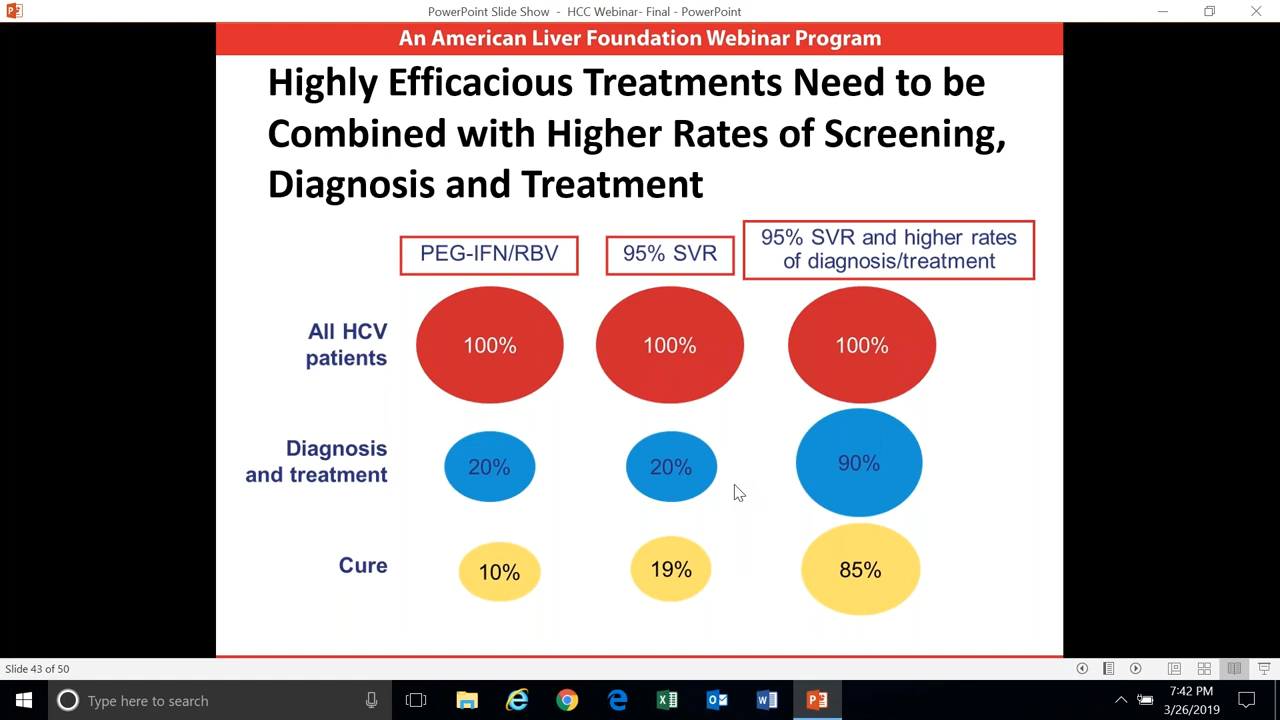 PowerPoint Slide Show - HCC Webinar- Final - PowerPoint
An American Liver Foundation Webinar Program
Highly Efficacious Treatments Need to be
Combined with Higher Rates of Screening,
Diagnosis and Treatment
PEG-IFN/RBV
95% SVR
95% SVR and higher rates
of diagnosis/treatment
All HCV
patients
100%
100%
100%
Diagnosis
and treatment
20%
20%
90%
Cure
10%
19%
85%
Slide 43 of 50
Type here to search
7:42 PM
3/26/2019